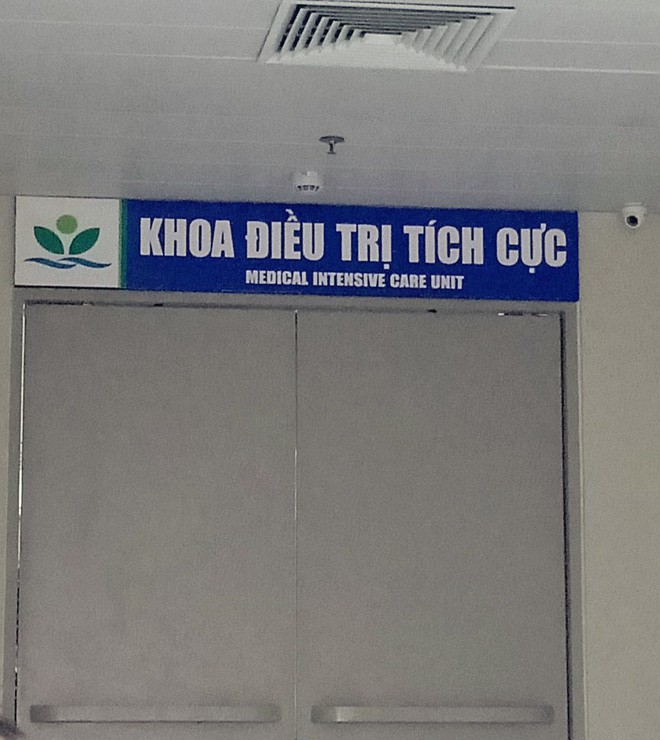 KHOA ĐIỀU TRỊ TÍCH CỰC
MEDICAL INTENSIVE CARE UNIT